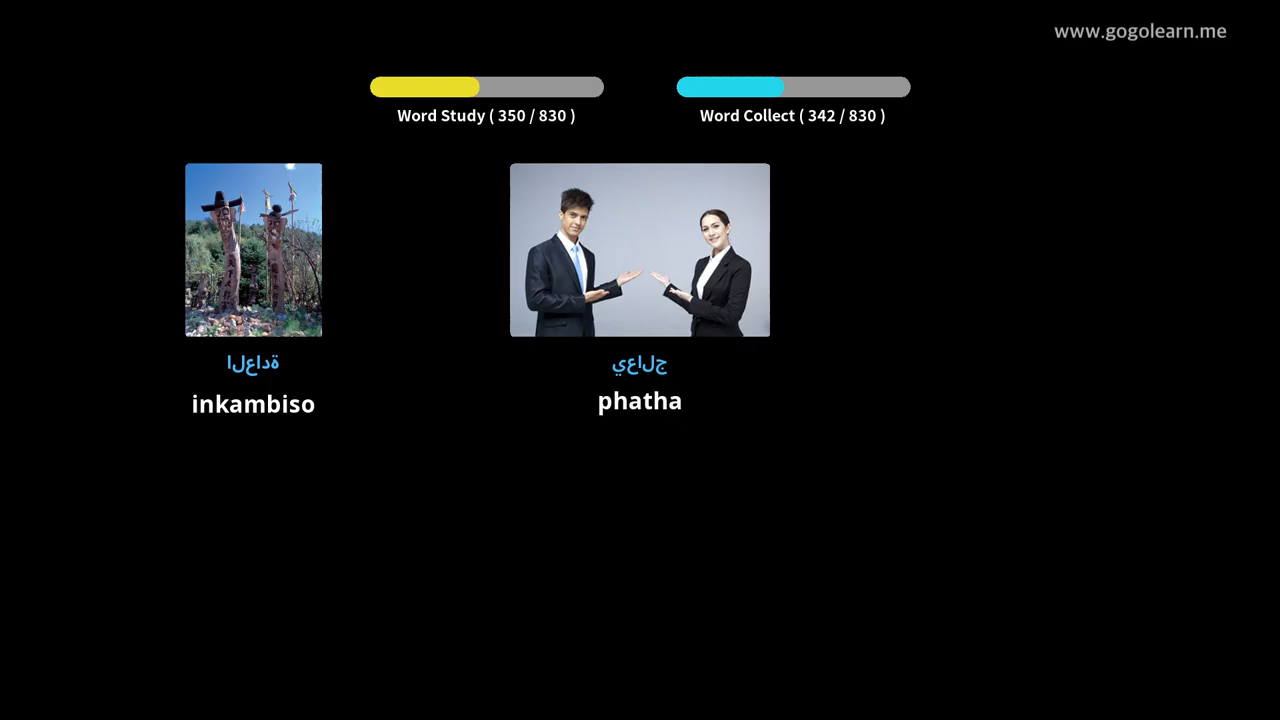 www.gogolearn.me
Word Study ( 350 / 830 )
Word Collect ( 342 / 830 )
العادة
inkambiso
يعالج
phatha